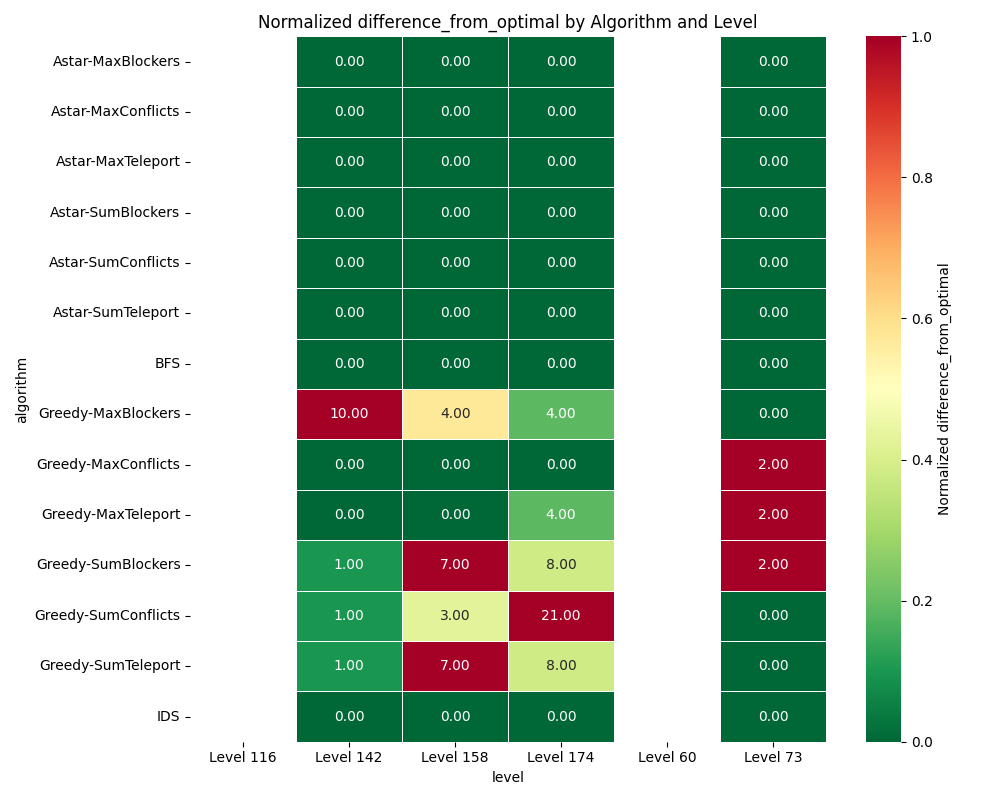 Normalized difference_from_optimal by Algorithm and Level
Astar-MaxBlockers 0.00 0.00 0.00 0.00
Astar-MaxConflicts 0.00 0.00 0.00 0.00
Astar-MaxTeleport 0.00 0.00 0.00 0.00
Astar-SumBlockers 0.00 0.00 0.00 0.00
Astar-SumConflicts 0.00 0.00 0.00 0.00
Astar-SumTeleport 0.00 0.00 0.00 0.00
BFS 0.00 0.00 0.00 0.00
Greedy-MaxBlockers 10.00 4.00 4.00 0.00
Greedy-MaxConflicts 0.00 0.00 0.00 2.00
Greedy-MaxTeleport 0.00 0.00 4.00 2.00
Greedy-SumBlockers 1.00 7.00 8.00 2.00
Greedy-SumConflicts 1.00 3.00 21.00 0.00
Greedy-SumTeleport 1.00 7.00 8.00 0.00
IDS 0.00 0.00 0.00 0.00
Level 116 Level 142 Level 158 Level 174 Level 60 Level 73
level
algorithm
1.0
0.8
0.6
0.4
0.2
0.0
Normalized difference_from_optimal